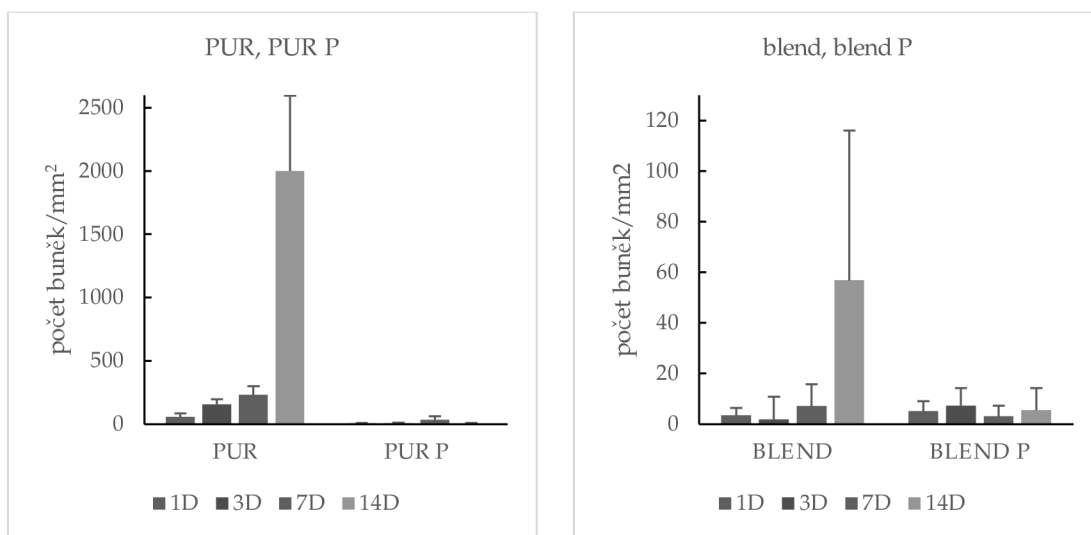 PUR, PUR P
počet buněk/mm²
2500
2000
1500
1000
500
0
PUR PUR P
1D 3D 7D 14D
blend, blend P
počet buněk/mm2
120
100
80
60
40
20
0
BLEND BLEND P
1D 3D 7D 14D